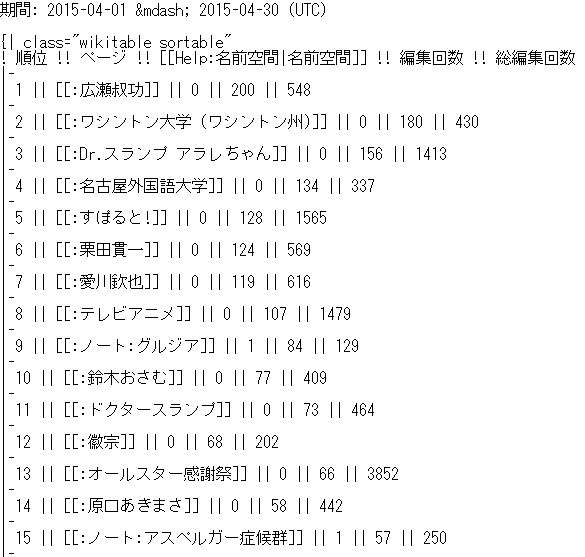 期間: 2015-04-01 &mdash; 2015-04-30 (UTC)
{| class="wikitable sortable"
! 順位 !! ページ !! [[Help:名前空間|名前空間]] !! 編集回数 !! 総編集回数
|-
| 1 || [[:広瀬叔功]] || 0 || 200 || 548
|-
| 2 || [[:ワシントン大学 (ワシントン州)]] || 0 || 180 || 430
|-
| 3 || [[:Dr.スランプ アラレちゃん]] || 0 || 156 || 1413
|-
| 4 || [[:名古屋外国語大学]] || 0 || 134 || 337
|-
| 5 || [[:すぽると!]] || 0 || 128 || 1565
|-
| 6 || [[:栗田貫一]] || 0 || 124 || 569
|-
| 7 || [[:愛川欽也]] || 0 || 119 || 616
|-
| 8 || [[:テレビアニメ]] || 0 || 107 || 1479
|-
| 9 || [[:ノート:グルジア]] || 1 || 84 || 129
|-
| 10 || [[:鈴木おさむ]] || 0 || 77 || 409
|-
| 11 || [[:ドクタースランプ]] || 0 || 73 || 464
|-
| 12 || [[:徽宗]] || 0 || 68 || 202
|-
| 13 || [[:オールスター感謝祭]] || 0 || 66 || 3852
|-
| 14 || [[:原口あきまさ]] || 0 || 58 || 442
|-
| 15 || [[:ノート:アスペルガー症候群]] || 1 || 57 || 250
|-